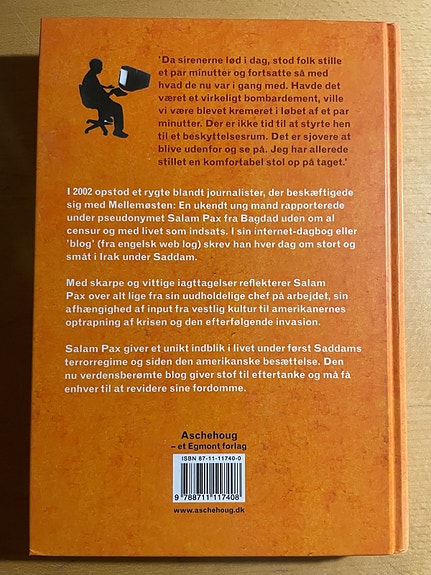 'Da sirenerne lød i dag, stod folk stille
et par minutter og fortsatte så med
hvad de nu var i gang med. Havde det
været et virkeligt bombardement, ville
vi være blevet kremeret i løbet af et par
minutter. Der er ikke tid til at styrte hen
til et beskyttelsesrum. Det er sjovere at
blive udenfor og se på. Jeg har allerede
stillet en komfortabel stol op på taget.'
I 2002 opstod et rygte blandt journalister, der beskæftigede
sig med Mellemøsten: En ukendt ung mand rapporterede
under pseudonymet Salam Pax fra Bagdad uden om al
censur og med livet som indsats. I sin internet-dagbog eller
'blog' (fra engelsk web log) skrev han hver dag om stort og
småt i Irak under Saddam.
Med skarpe og vittige iagttagelser reflekterer Salam
Pax over alt lige fra sin uudholdelige chef på arbejdet, sin
afhængighed af input fra vestlig kultur til amerikanernes
optrapning af krisen og den efterfølgende invasion.
Salam Pax giver et unikt indblik i livet under først Saddams
terrorregime og siden den amerikanske besættelse. Den
nu verdensberømte blog giver stof til eftertanke og må få
enhver til at revidere sine fordomme.
Aschehoug
– et Egmont forlag
ISBN 87-11-11740-0
9 788711 117408
www.aschehoug.dk